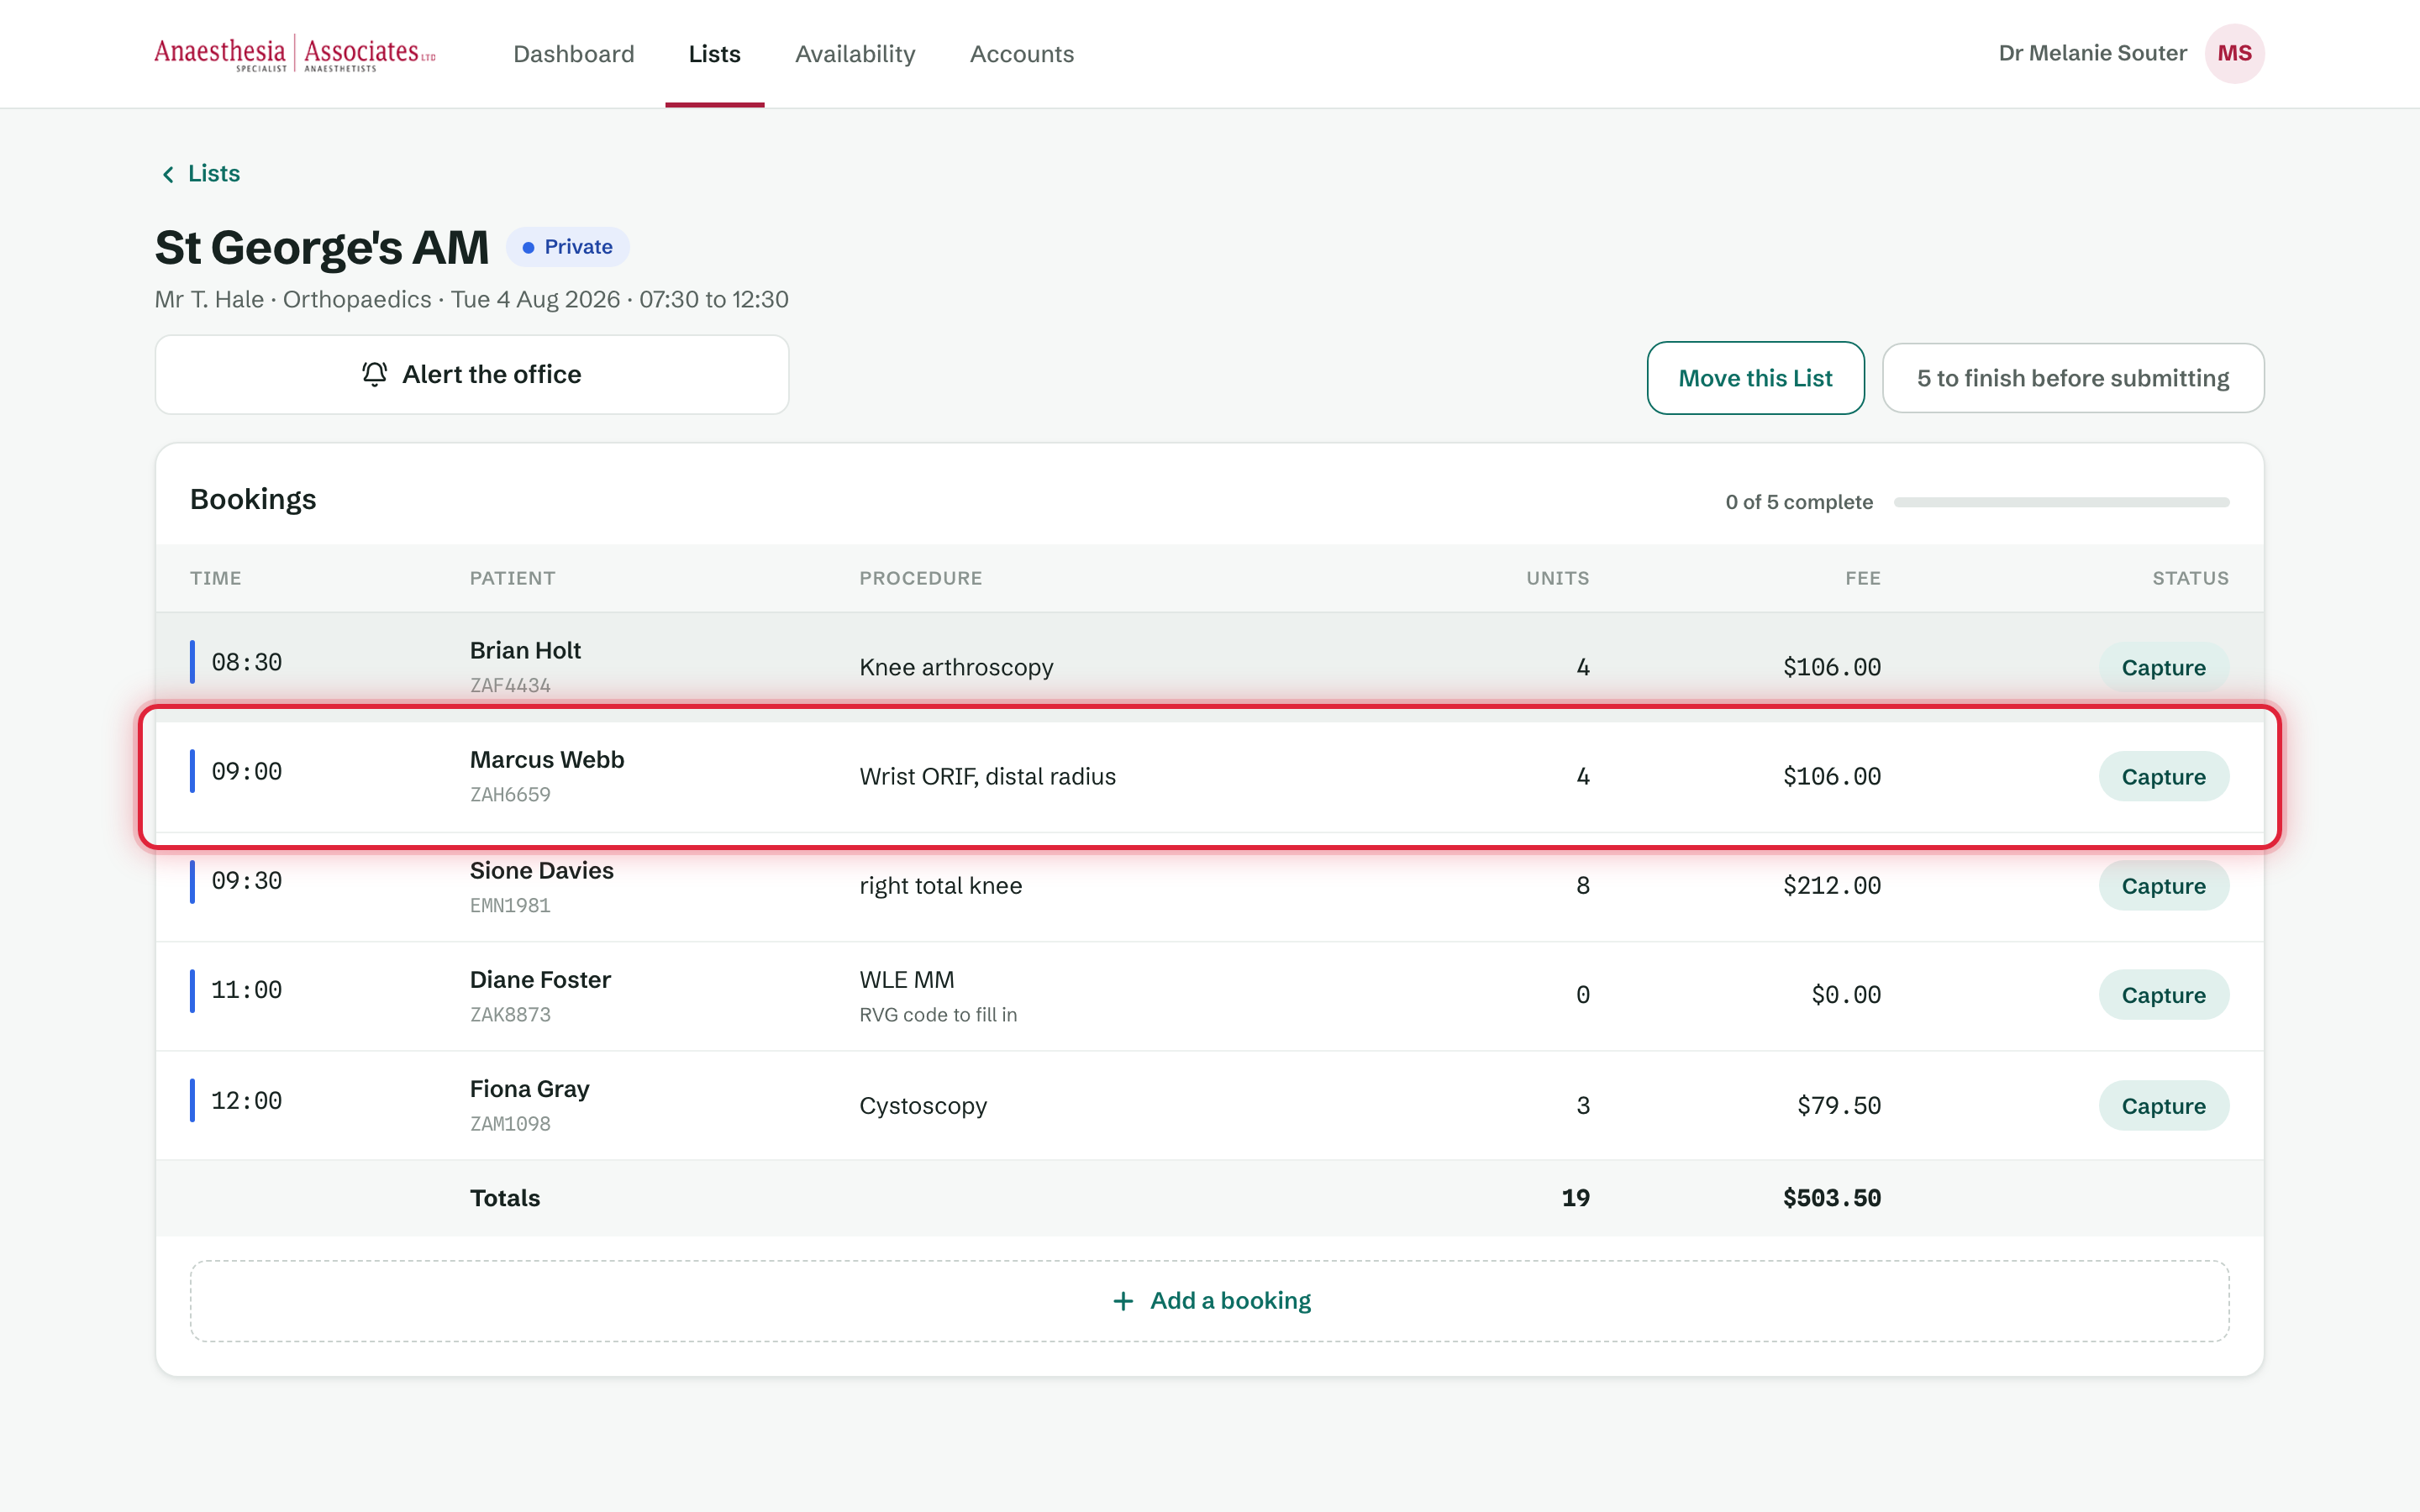 Anaesthesia Associates LTD
SPECIALIST ANAESTHETISTS
Dashboard Lists Availability Accounts
Dr Melanie Souter MS
Lists
St George's AM Private
Mr T. Hale · Orthopaedics · Tue 4 Aug 2026 · 07:30 to 12:30
Alert the office Move this List 5 to finish before submitting
Bookings 0 of 5 complete
TIME PATIENT PROCEDURE UNITS FEE STATUS
08:30 Brian Holt Knee arthroscopy 4 $106.00 Capture
ZAF4434
09:00 Marcus Webb Wrist ORIF, distal radius 4 $106.00 Capture
ZAH6659
09:30 Sione Davies right total knee 8 $212.00 Capture
EMN1981
11:00 Diane Foster WLE MM 0 $0.00 Capture
ZAK8873 RVG code to fill in
12:00 Fiona Gray Cystoscopy 3 $79.50 Capture
ZAM1098
Totals 19 $503.50
+ Add a booking